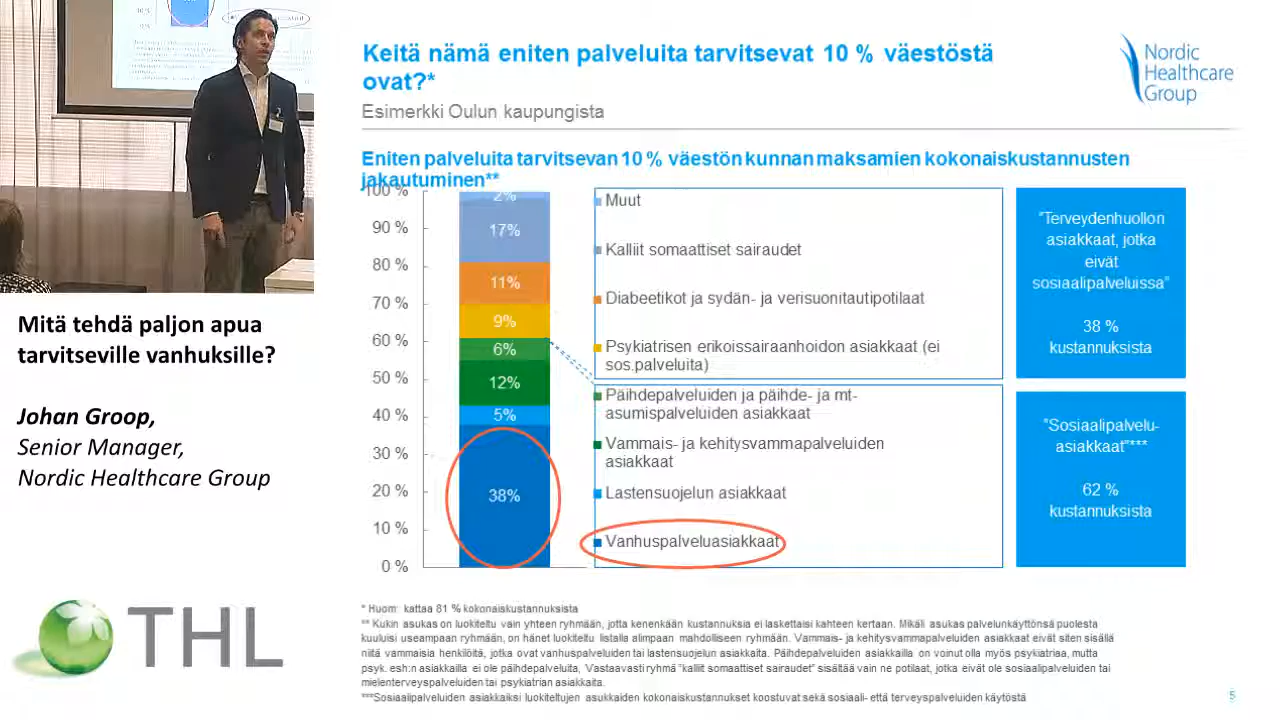 Keitä nämä eniten palveluita tarvitsevat 10 % väestöstä
ovat?*
Esimerkki Oulun kaupungista
Nordic
Healthcare
Group
Eniten palveluita tarvitsevan 10 % väestön kunnan maksamien kokonaiskustannusten
jakautuminen**
100 %
90 %
80 %
70 %
60 %
50 %
40 %
30 %
20 %
10 %
0 %
2%
17%
11%
9%
6%
12%
5%
38%
Muut
Kalliit somaattiset sairaudet
Diabeetikot ja sydän- ja verisuonitautipotilaat
Psykiatrisen erikoissairaanhoidon asiakkaat (ei
sos.palveluita)
Päihdepalveluiden ja päihde- ja mt-
asumispalveluiden asiakkaat
Vammais- ja kehitysvammapalveluiden
asiakkaat
Lastensuojelun asiakkaat
Vanhuspalveluasiakkaat
"Terveydenhuollon
asiakkaat, jotka
eivät
sosiaalipalveluissa"
38 %
kustannuksista
"Sosiaalipalvelu-
asiakkaat"***
62 %
kustannuksista
* Huom: kattaa 81 % kokonaiskustannuksista
** Kukin asukas on luokiteltu vain yhteen ryhmään, jotta kenenkään kustannuksia ei laskettaisi kahteen kertaan. Mikäli asukas palvelunkäyttönsä puolesta
kuuluisi useampaan ryhmään, on hänet luokiteltu listalla alimpaan mahdolliseen ryhmään. Vammais- ja kehitysvammapalveluiden asiakkaat eivät siten sisällä
niitä vammaisia henkilöitä, jotka ovat vanhuspalveluiden tai lastensuojelun asiakkaita. Päihdepalveluiden asiakkailla on voinut olla myös psykiatriaa, mutta
psyk. esh:n asiakkailla ei ole päihdepalveluita, Vastaavasti ryhmä "kalliit somaattiset sairaudet" sisältää vain ne potilaat, jotka eivät ole sosiaalipalveluiden tai
mielenterveyspalveluiden tai psykiatrian asiakkaita.
***Sosiaalipalveluiden asiakkaiksi luokiteltujen asukkaiden kokonaiskustannukset koostuvat sekä sosiaali- että terveyspalveluiden käytöstä
5
Mitä tehdä paljon apua
tarvitseville vanhuksille?
Johan Groop,
Senior Manager,
Nordic Healthcare Group
THL